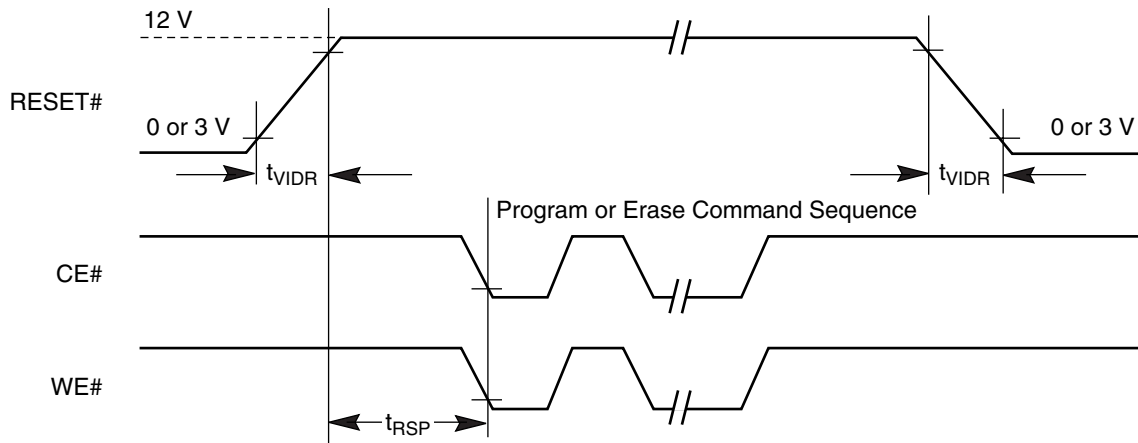 12 V
RESET#
0 or 3 V
0 or 3 V
tVIDR
tVIDR
Program or Erase Command Sequence
CE#
WE#
tRSP